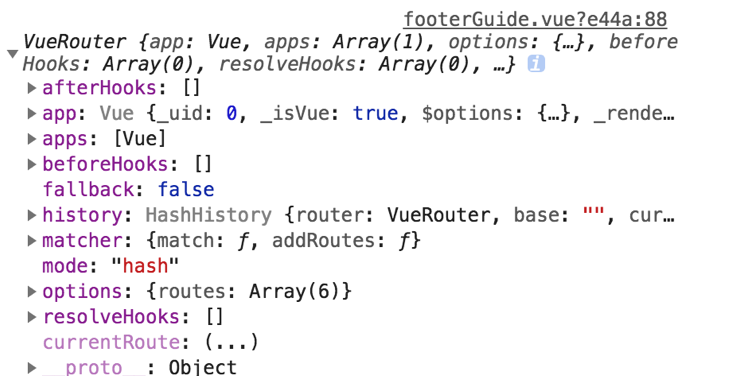 footerGuide.vue?e44a:88
VueRouter {app: Vue, apps: Array(1), options: {…}, before
Hooks: Array(0), resolveHooks: Array(0), …} i
afterHooks: []
app: Vue {_uid: 0, _isVue: true, $options: {…}, _rende…
apps: [Vue]
beforeHooks: []
fallback: false
history: HashHistory {router: VueRouter, base: "", cur…
matcher: {match: ƒ, addRoutes: ƒ}
mode: "hash"
options: {routes: Array(6)}
resolveHooks: []
currentRoute: (...)
__proto__: Object